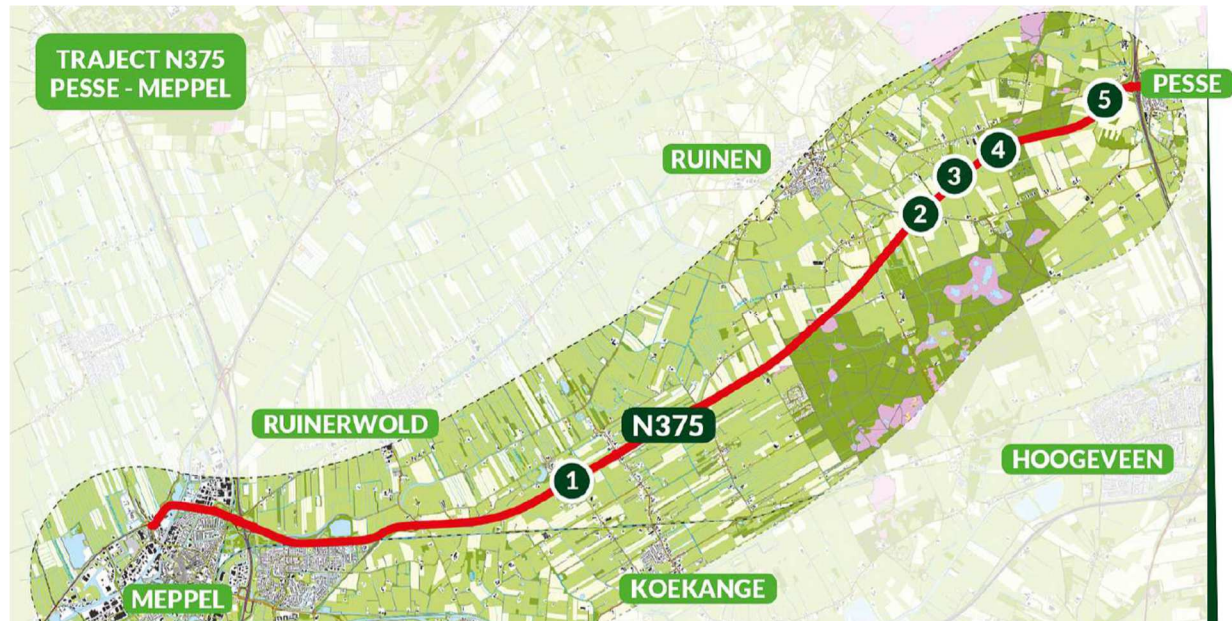 TRAJECT N375
PESSE - MEPPEL
PESSE
5
4
RUINEN
3
2
RUINERWOLD
N375
HOOGEVEEN
1
KOEKANGE
MEPPEL